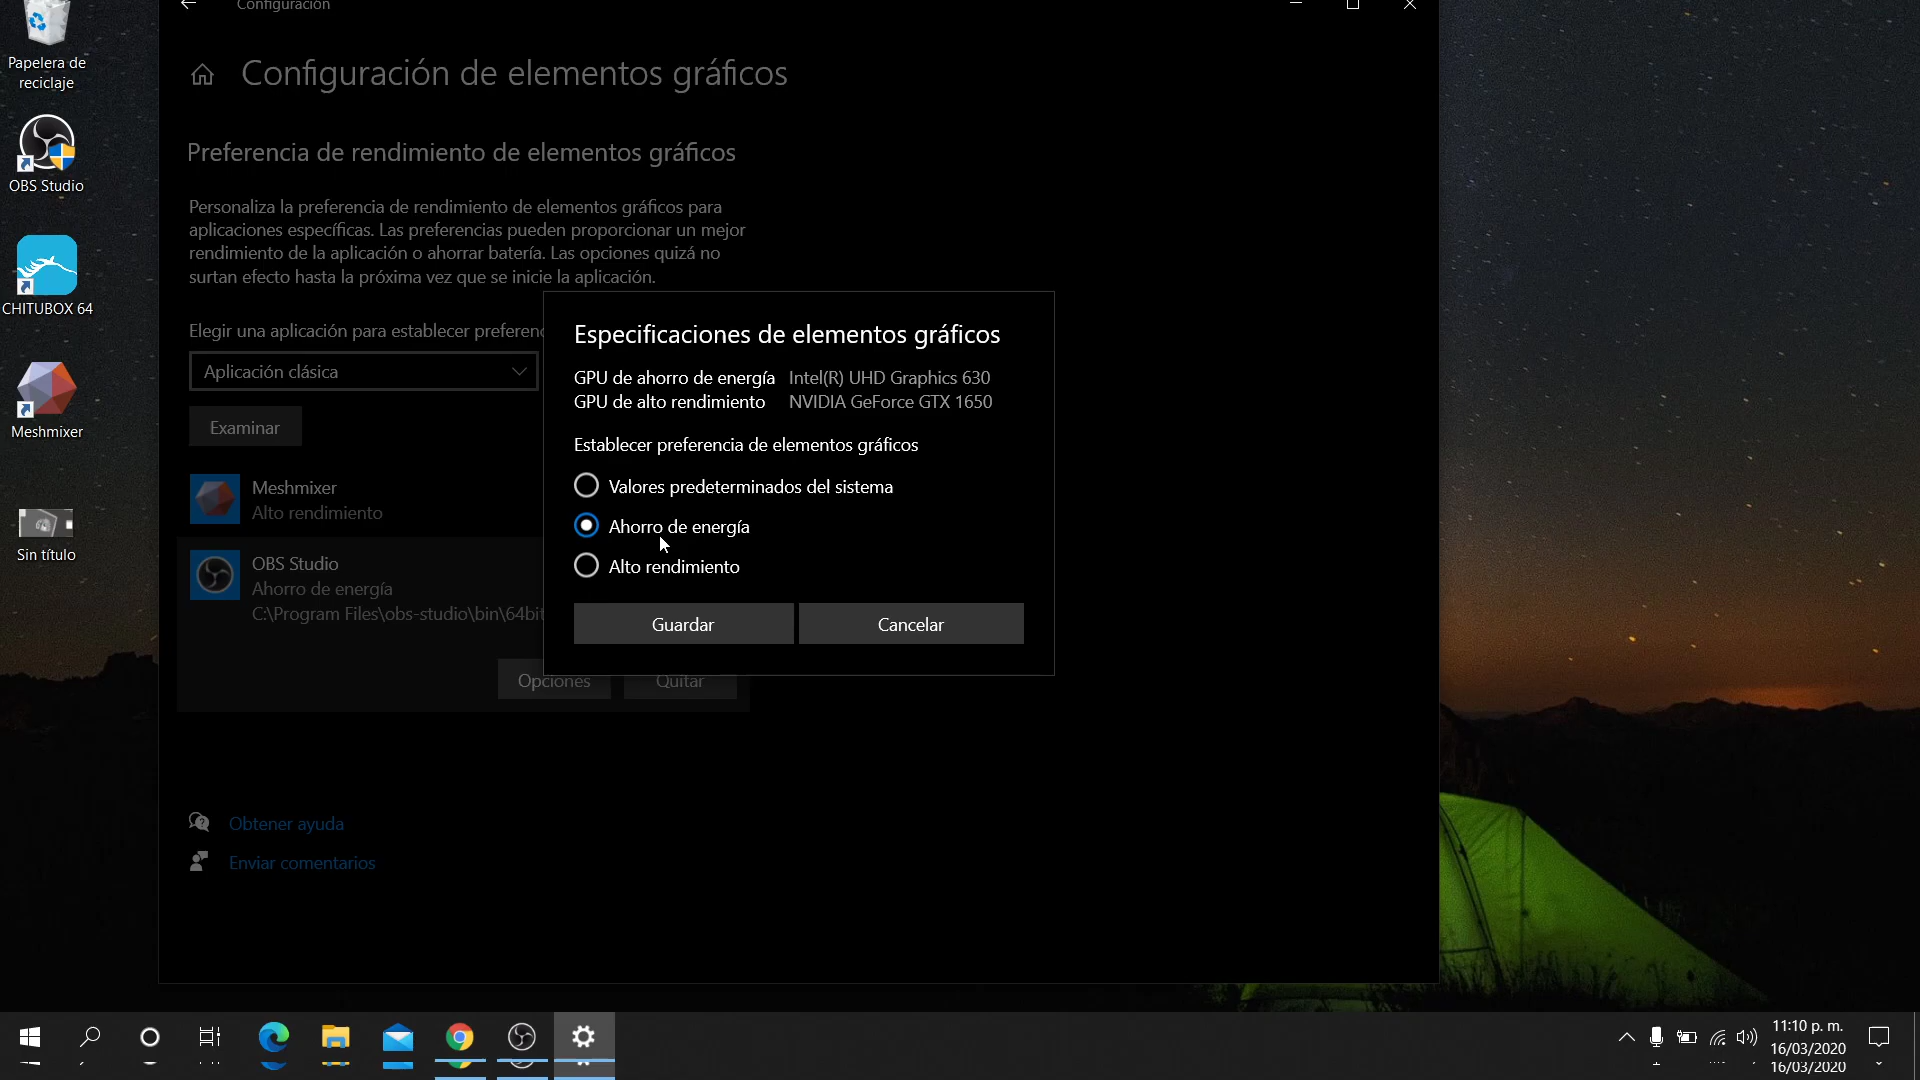 Configuración
Papelera de
reciclaje
OBS Studio
CHITUBOX 64
Meshmixer
Sin título
Configuración de elementos gráficos
Preferencia de rendimiento de elementos gráficos
Personaliza la preferencia de rendimiento de elementos gráficos para
aplicaciones específicas. Las preferencias pueden proporcionar un mejor
rendimiento de la aplicación o ahorrar batería. Las opciones quizá no
surtan efecto hasta la próxima vez que se inicie la aplicación.
Elegir una aplicación para establecer
Aplicación clásica
Examinar
Meshmixer
Alto rendimiento
OBS Studio
Ahorro de energía
C:\Program Files\obs-studio\bin\64bit
Opciones Quitar
Especificaciones de elementos gráficos
GPU de ahorro de energía Intel(R) UHD Graphics 630
GPU de alto rendimiento NVIDIA GeForce GTX 1650
Establecer preferencia de elementos gráficos
Valores predeterminados del sistema
Ahorro de energía
Alto rendimiento
Guardar Cancelar
Obtener ayuda
Enviar comentarios
11:10 p. m.
16/03/2020
16/03/2020